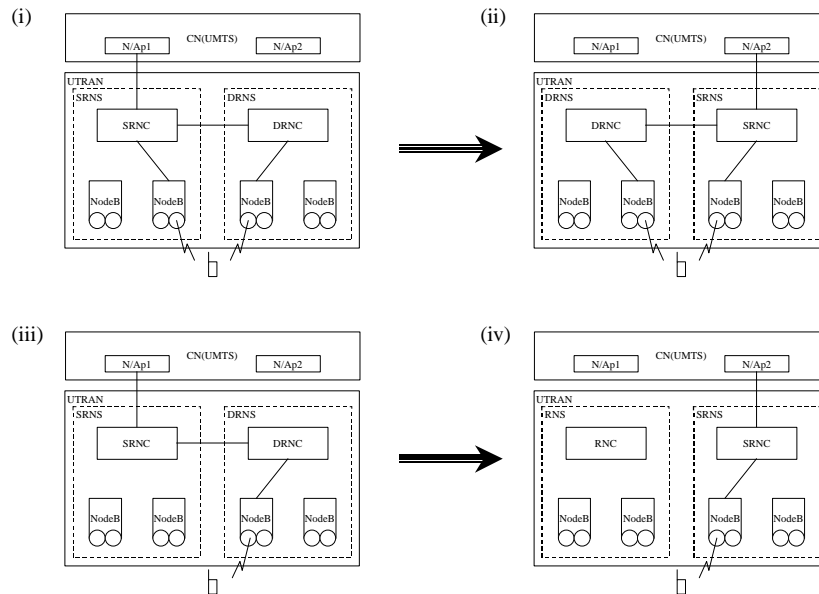 (i)
CN(UMTS)
N/Ap1
N/Ap2
UTRAN
SRNS
DRNS
SRNC
DRNC
NodeB
NodeB
NodeB
NodeB
(ii)
CN(UMTS)
N/Ap1
N/Ap2
UTRAN
DRNS
SRNS
DRNC
SRNC
NodeB
NodeB
NodeB
NodeB
(iii)
CN(UMTS)
N/Ap1
N/Ap2
UTRAN
SRNS
DRNS
SRNC
DRNC
NodeB
NodeB
NodeB
NodeB
(iv)
CN(UMTS)
N/Ap1
N/Ap2
UTRAN
RNS
SRNS
RNC
SRNC
NodeB
NodeB
NodeB
NodeB